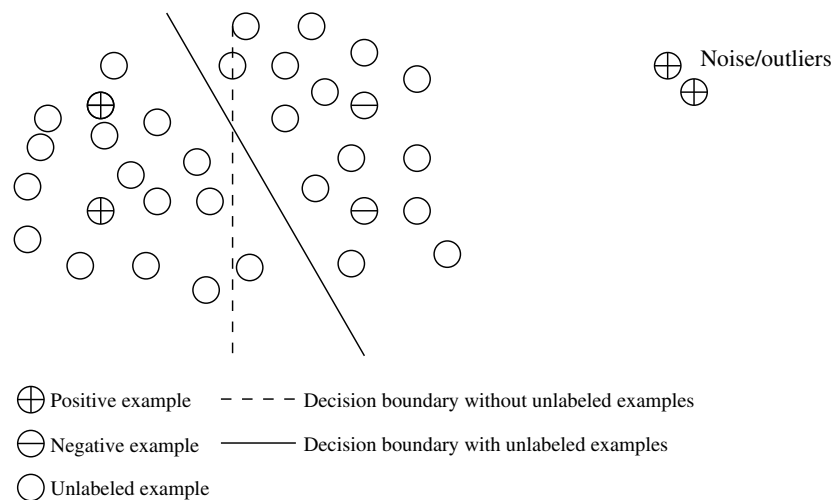 Noise/outliers
Positive example
Decision boundary without unlabeled examples
Negative example
Decision boundary with unlabeled examples
Unlabeled example